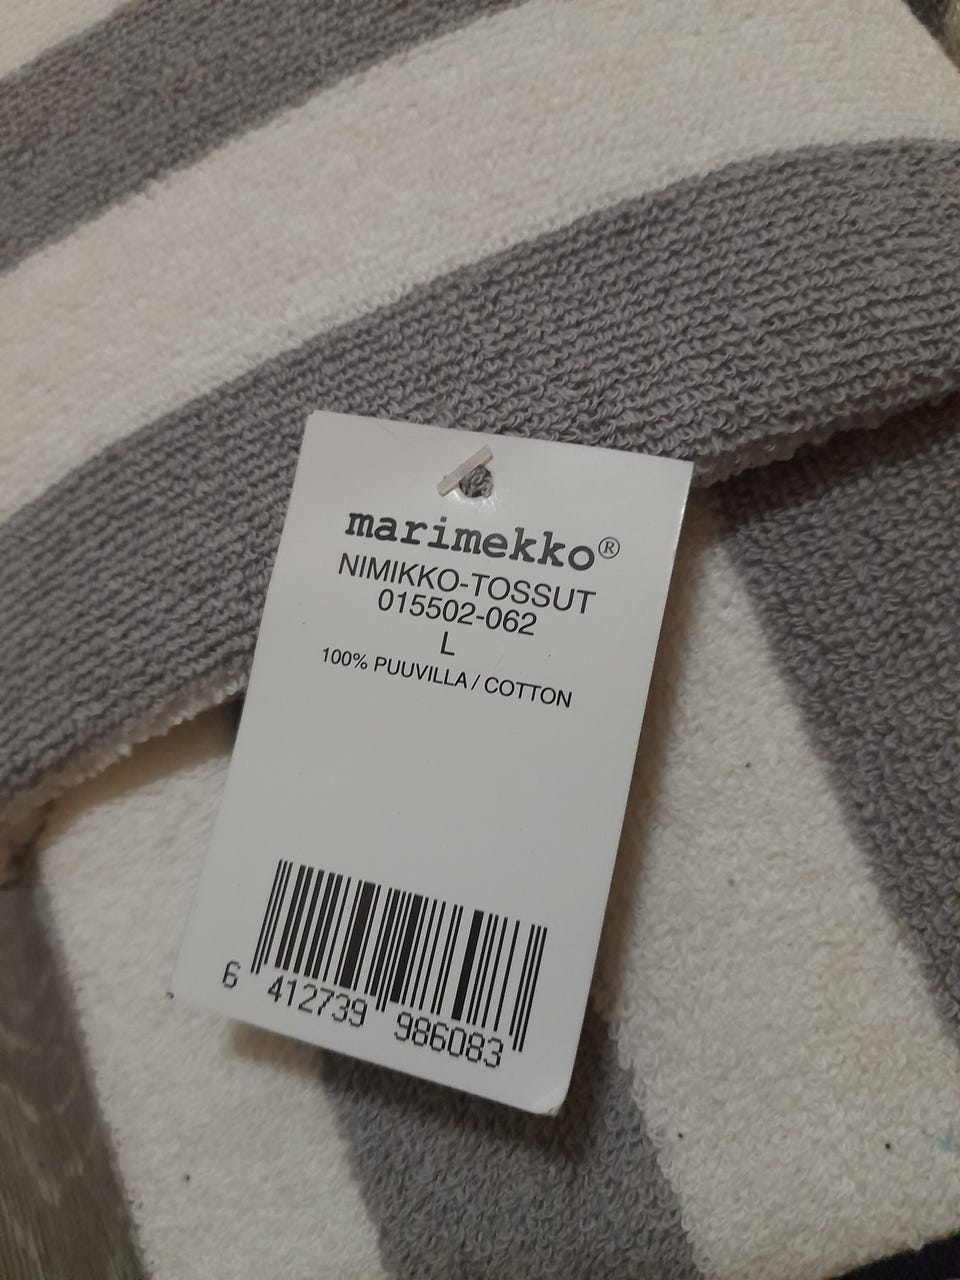 marimekko®
NIMIKKO-TOSSUT
015502-062
L
100% PUUVILLA / COTTON
6 412739 986083